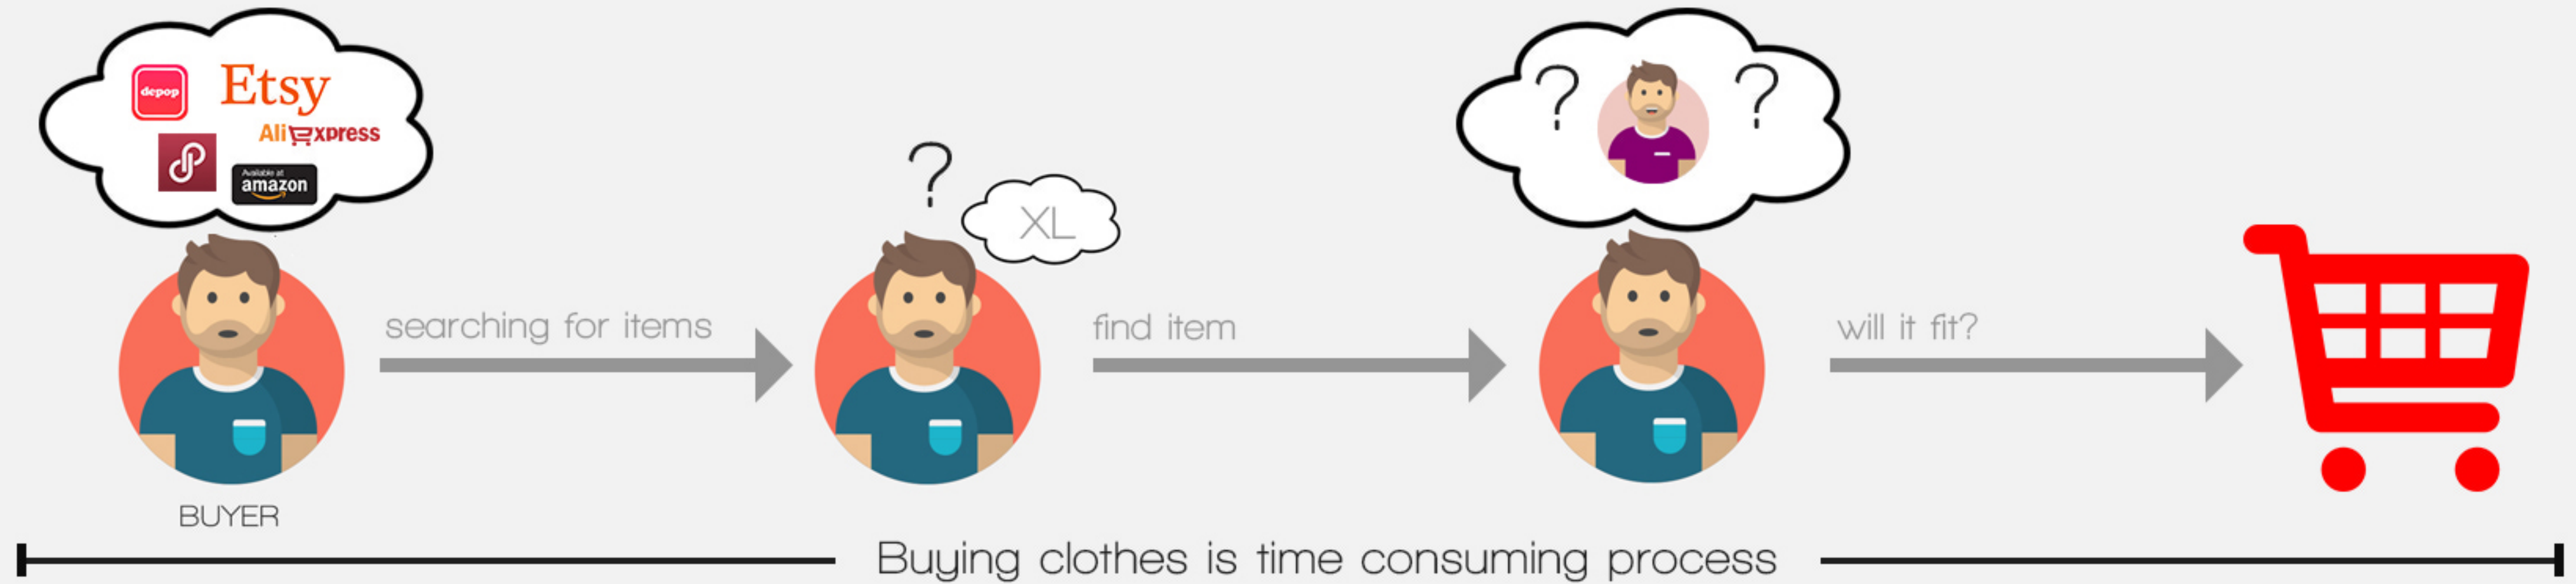 depop
Etsy
AliExpress
Available at
amazon
?
XL
? ?
searching for items
find item
will it fit?
BUYER
Buying clothes is time consuming process